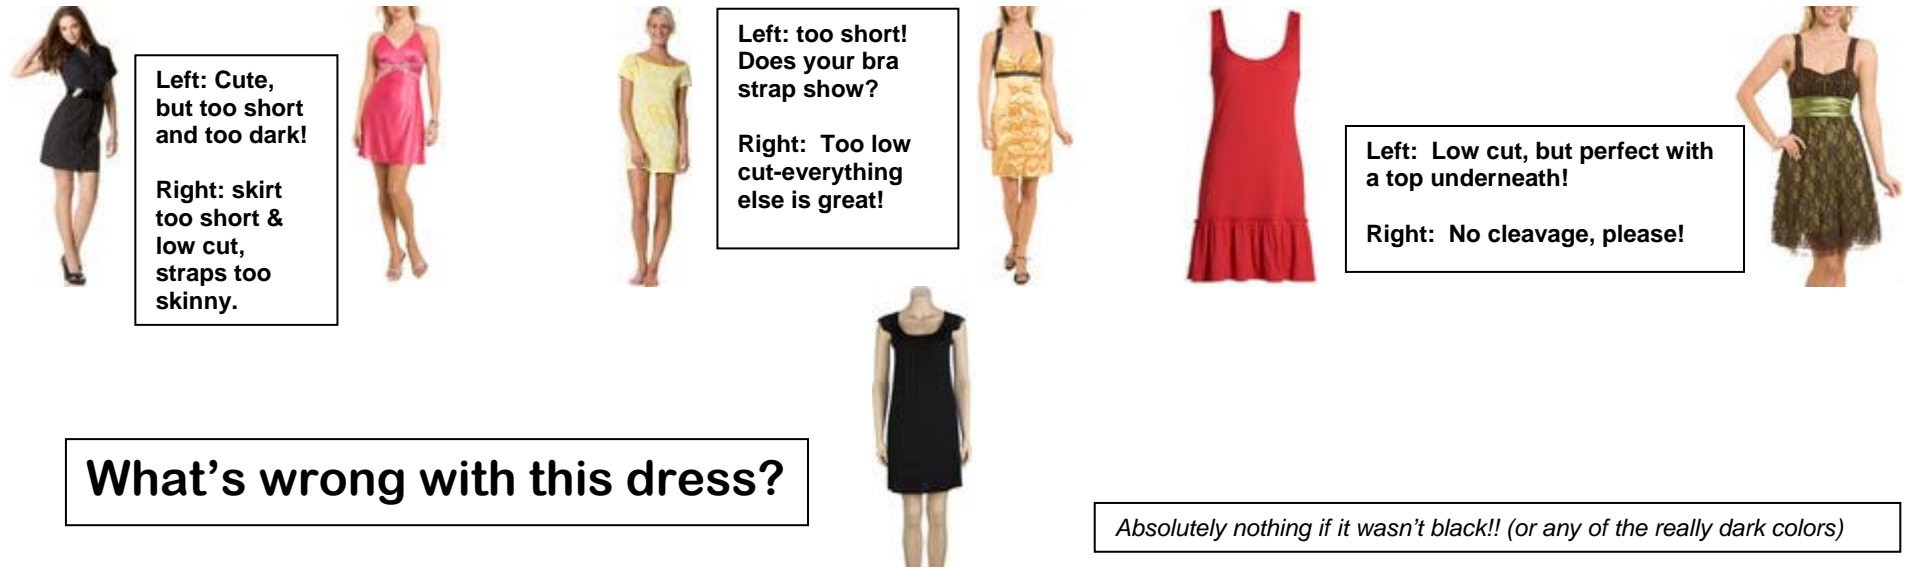 Left: Cute,
but too short
and too dark!
Right: skirt
too short &
low cut,
straps too
skinny.
Left: too short!
Does your bra
strap show?
Right:  Too low
cut-everything
else is great!
Left:  Low cut, but perfect with
a top underneath!
Right:  No cleavage, please!
What’s wrong with this dress?
Absolutely nothing if it wasn’t black!! (or any of the really dark colors)